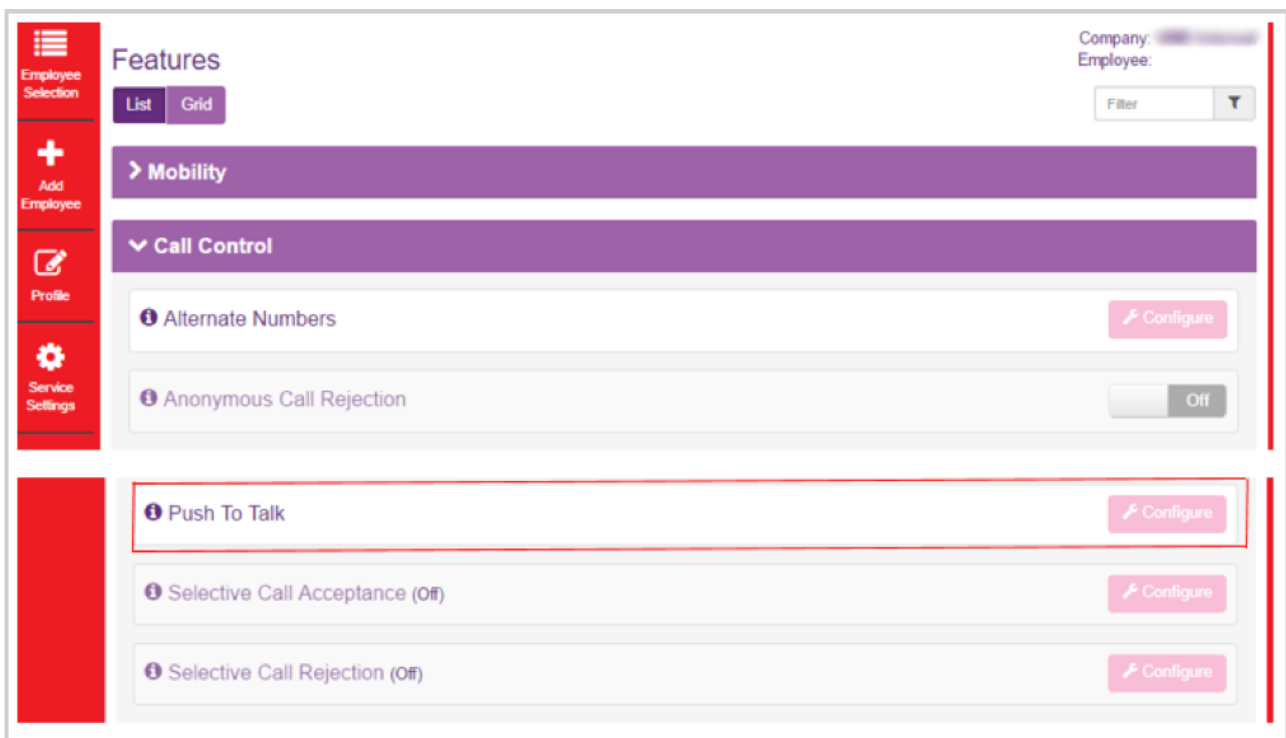 Employee
Selection
Add
Employee
Profile
Service
Settings
Features
Company:
Employee:
List Grid
Filter
Mobility
Call Control
Alternate Numbers
Configure
Anonymous Call Rejection
Off
Push To Talk
Configure
Selective Call Acceptance (Off)
Configure
Selective Call Rejection (Off)
Configure